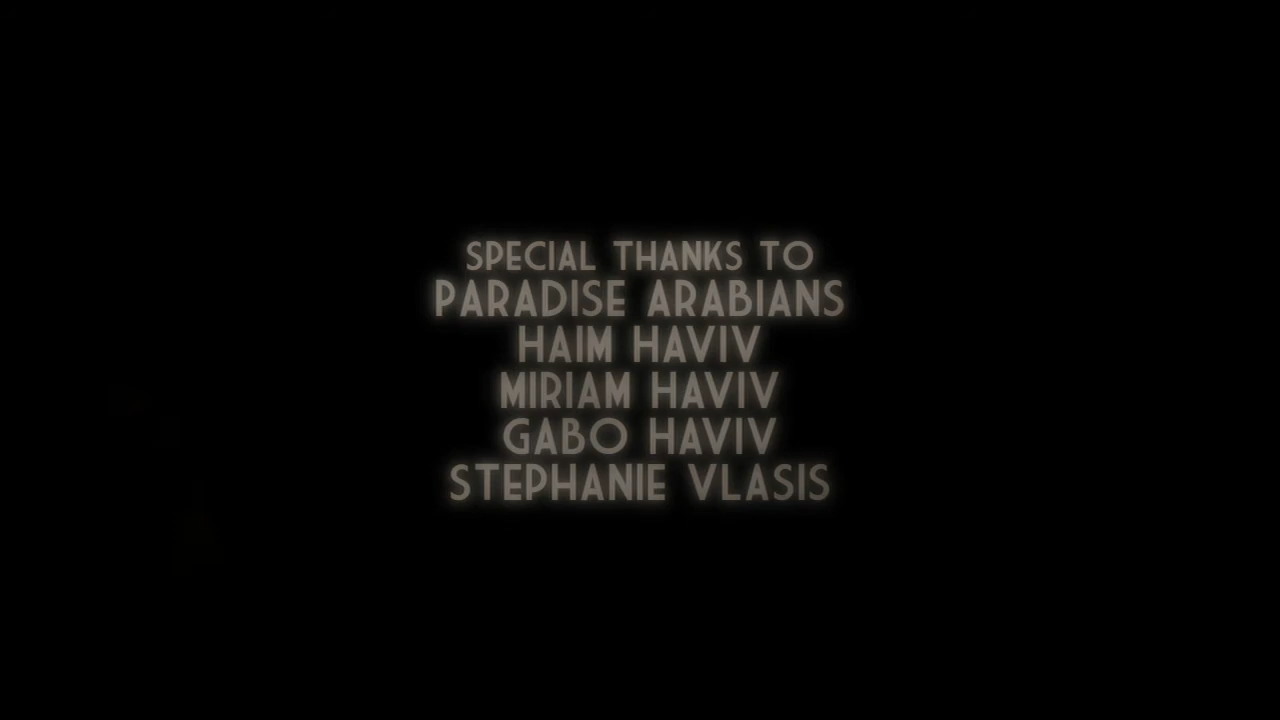 SPECIAL THANKS TO
PARADISE ARABIANS
HAIM HAVIV
MIRIAM HAVIV
GABO HAVIV
STEPHANIE VLASIS